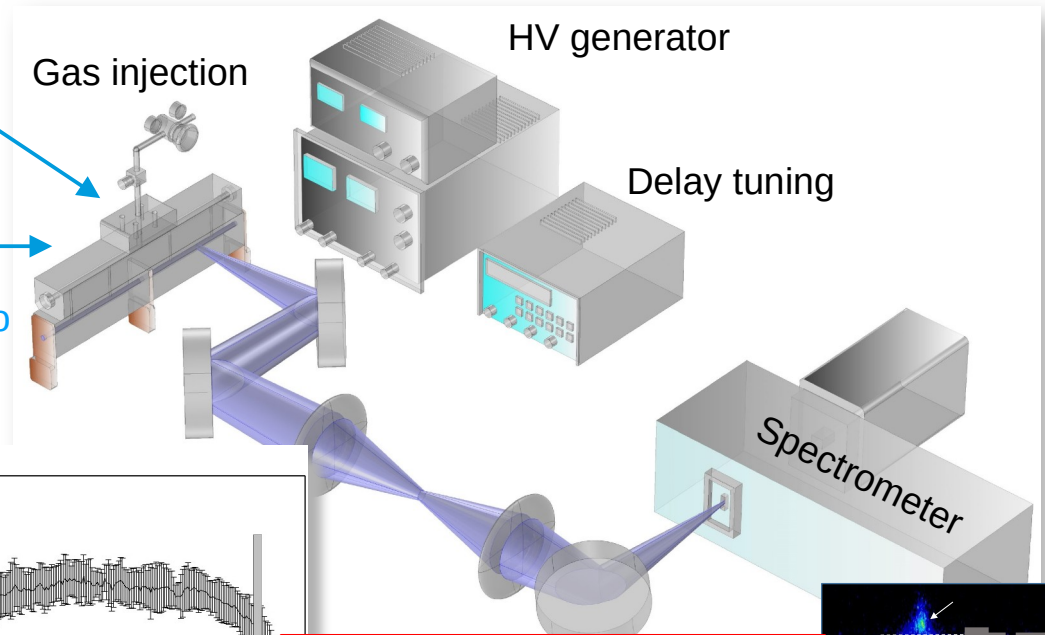 HV generator
Gas injection
Delay tuning
Spectrometer